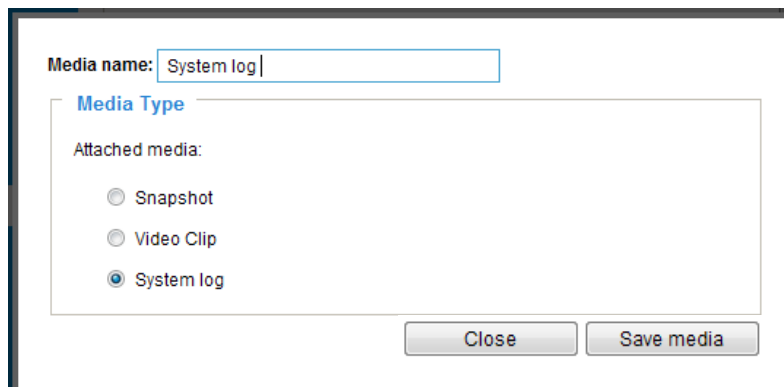 Media name: System log
Media Type
Attached media:
Snapshot
Video Clip
System log
Close Save media